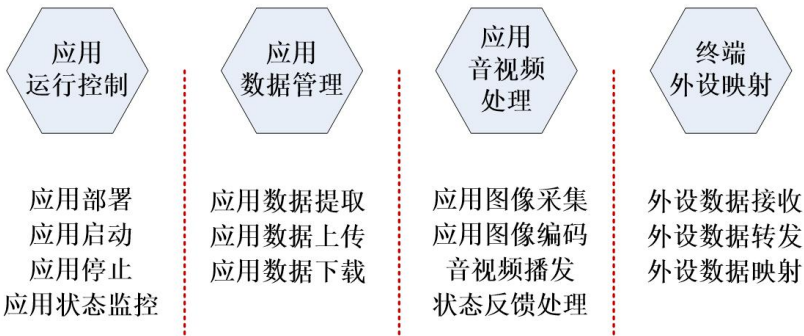 应用
运行控制
应用
数据管理
应用
音视频
处理
终端
外设映射
应用部署
应用启动
应用停止
应用状态监控
应用数据提取
应用数据上传
应用数据下载
应用图像采集
应用图像编码
音视频播发
状态反馈处理
外设数据接收
外设数据转发
外设数据映射